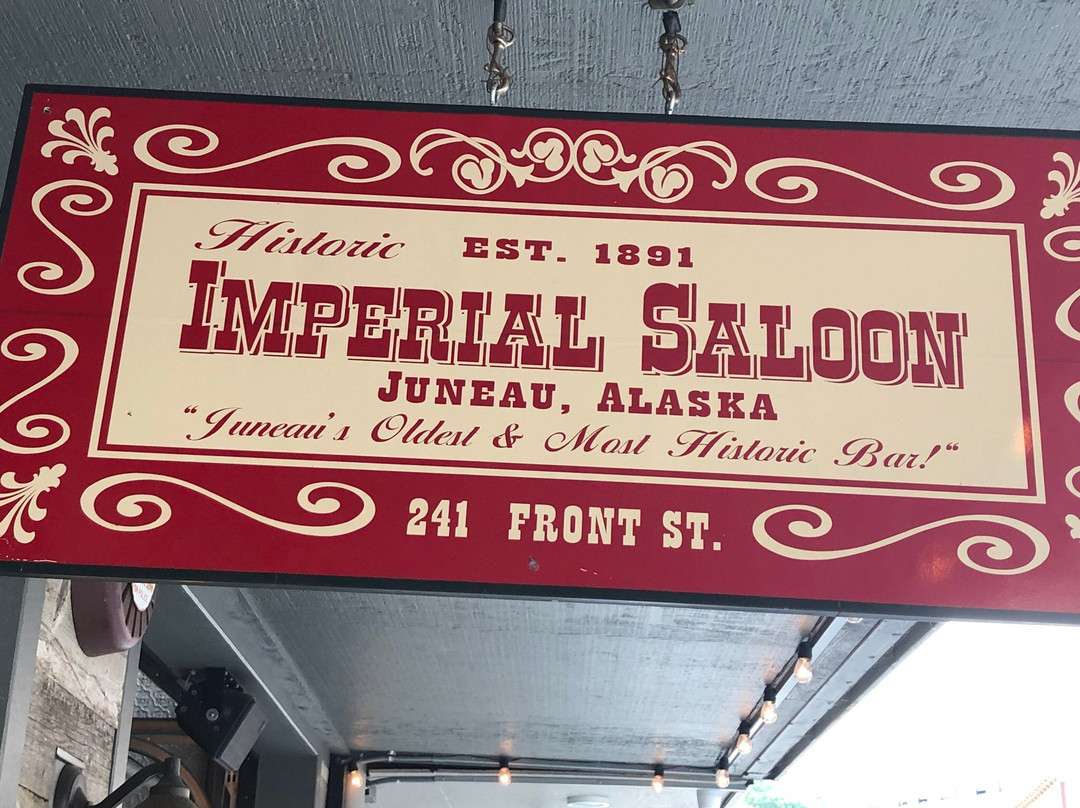 Historic EST. 1891
IMPERIAL SALOON
JUNEAU, ALASKA
"Juneau's Oldest & Most Historic Bar!"
241 FRONT ST.